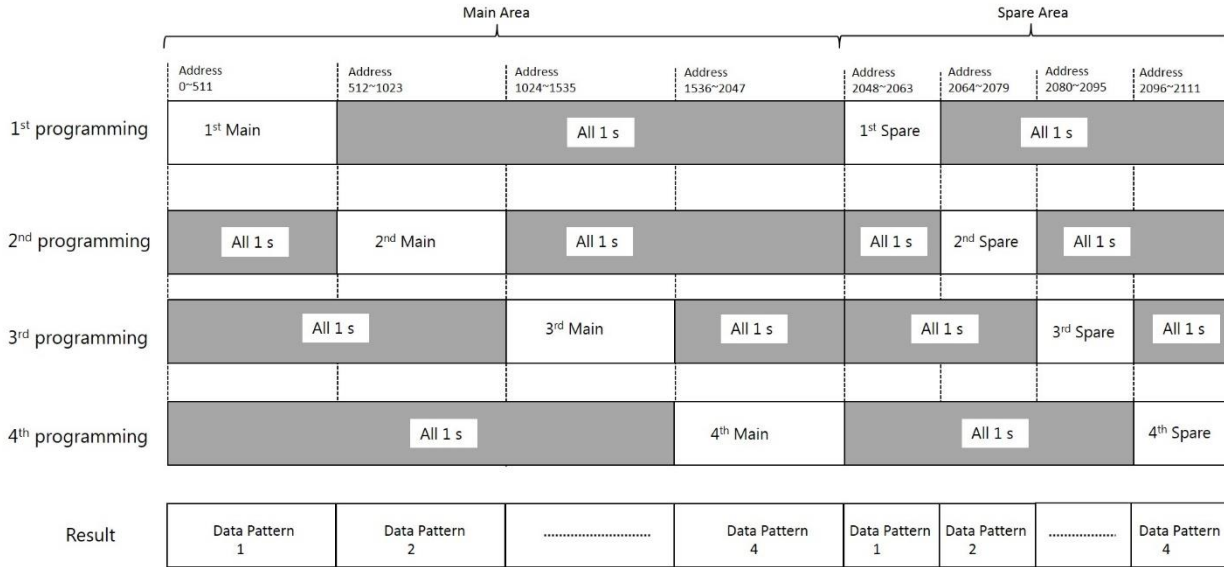 Main Area
Spare Area
Address
0~511
Address
512~1023
Address
1024~1535
Address
1536~2047
Address
2048~2063
Address
2064~2079
Address
2080~2095
Address
2096~2111
1st programming
1st Main
All 1 s
1st Spare
All 1 s
2nd programming
All 1 s
2nd Main
All 1 s
All 1 s
2nd Spare
All 1 s
3rd programming
All 1 s
3rd Main
All 1 s
All 1 s
3rd Spare
All 1 s
4th programming
All 1 s
4th Main
All 1 s
4th Spare
Result
Data Pattern
1
Data Pattern
2
........................
Data Pattern
4
Data Pattern
1
Data Pattern
2
.................
Data Pattern
4